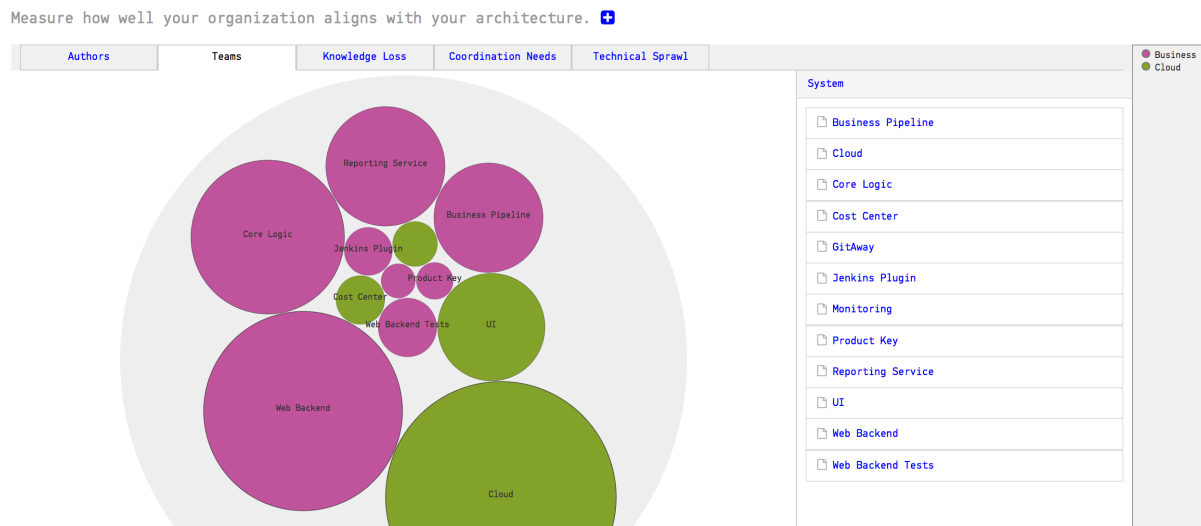 Measure how well your organization aligns with your architecture.
Authors
Teams
Knowledge Loss
Coordination Needs
Technical Sprawl
Business
Cloud
System
Business Pipeline
Cloud
Core Logic
Cost Center
GitAway
Jenkins Plugin
Monitoring
Product Key
Reporting Service
UI
Web Backend
Web Backend Tests
Reporting Service
Business Pipeline
Core Logic
Jenkins Plugin
Product Key
Cost Center
Web Backend Tests
UI
Web Backend
Cloud